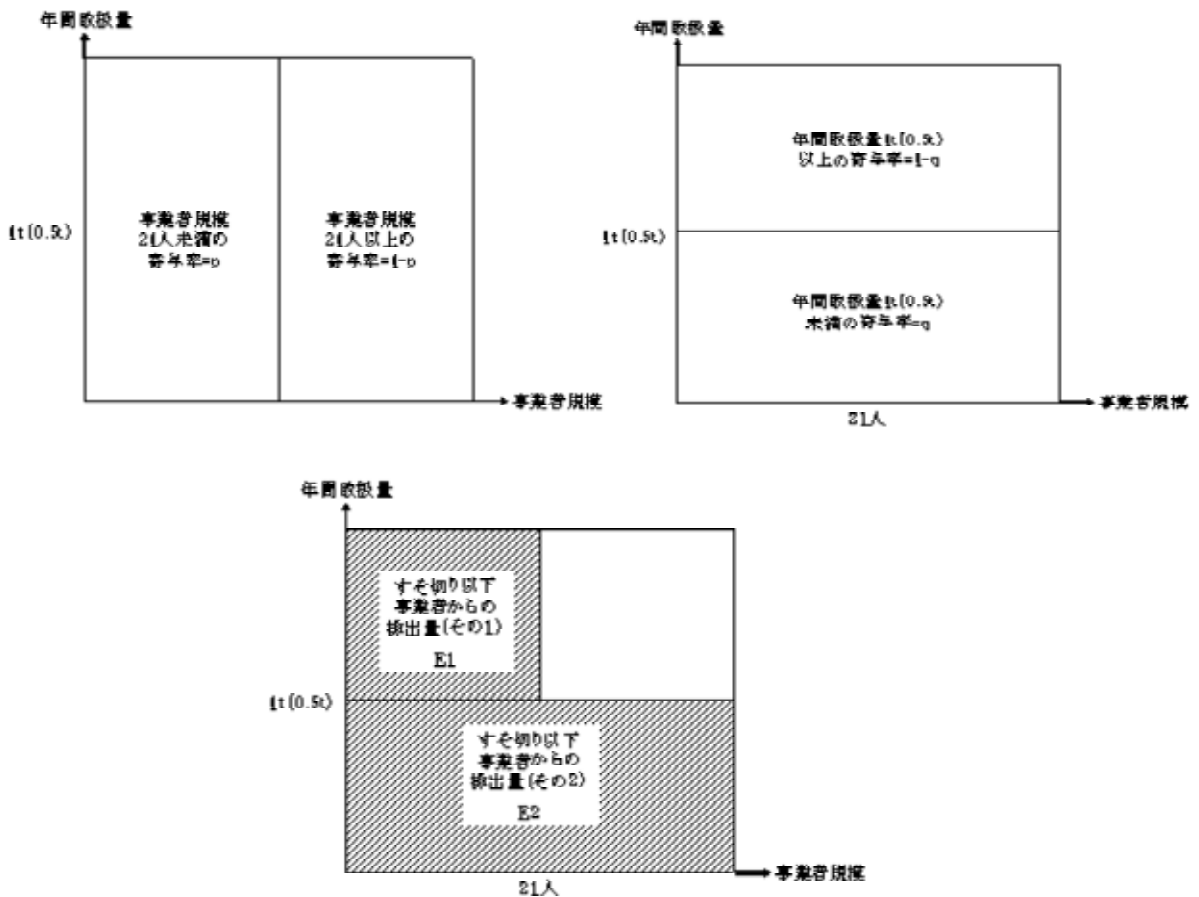 年間取扱量
1t(0.5t)
事業者規模
21人未満の
寄与率=p
事業者規模
21人以上の
寄与率=1-p
事業者規模
年間取扱量
年間取扱量1t(0.5t)
以上の寄与率=1-q
1t(0.5t)
年間取扱量1t(0.5t)
未満の寄与率=q
事業者規模
21人
年間取扱量
すそ切り以下
事業者からの
排出量(その1)
E1
1t(0.5t)
すそ切り以下
事業者からの
排出量(その2)
E2
事業者規模
21人